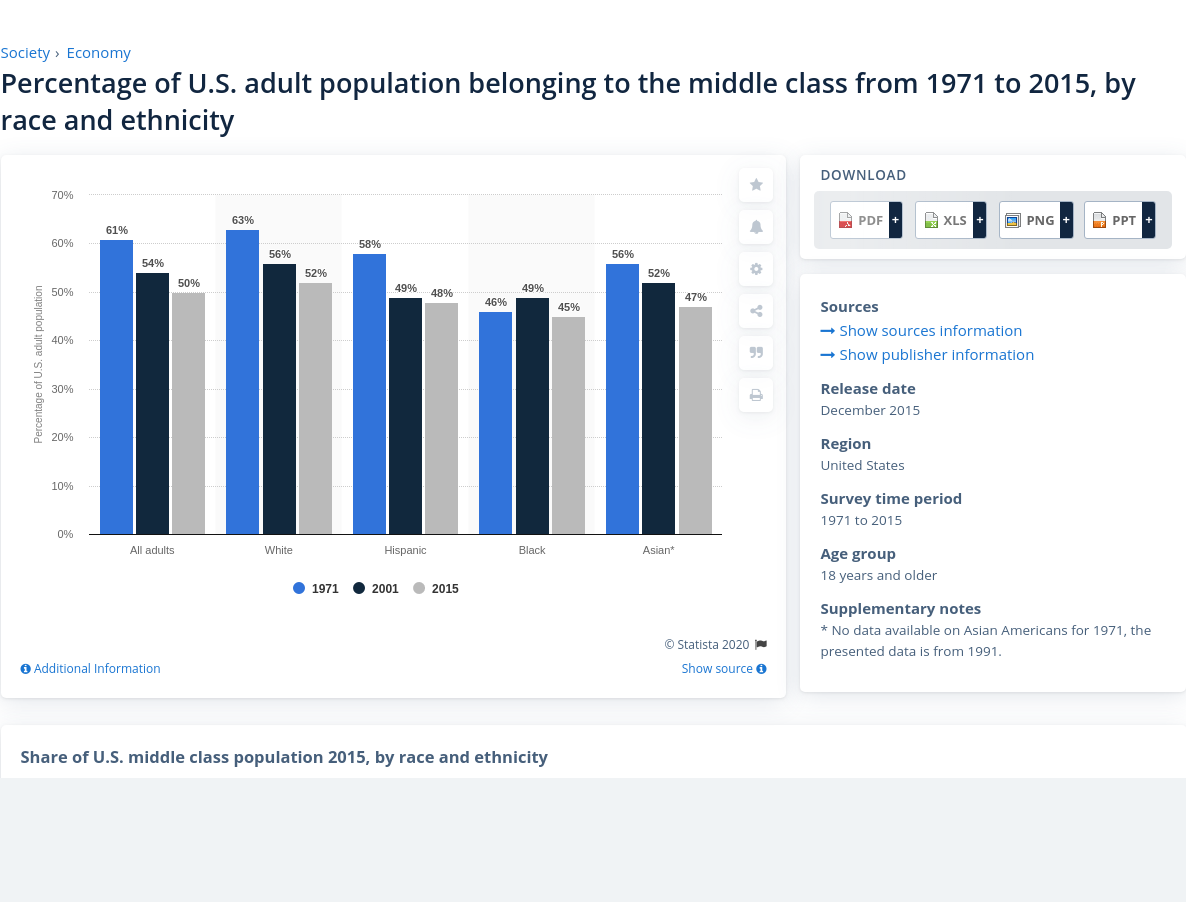 Society › Economy
Percentage of U.S. adult population belonging to the middle class from 1971 to 2015, by
race and ethnicity
Percentage of U.S. adult population
70%
60%
50%
40%
30%
20%
10%
0%
61%
54%
50%
63%
56%
52%
58%
49%
48%
46%
49%
45%
56%
52%
47%
All adults
White
Hispanic
Black
Asian*
1971 2001 2015
© Statista 2020
Additional Information
Show source
DOWNLOAD
PDF + XLS + PNG + PPT +
Sources
Show sources information
Show publisher information
Release date
December 2015
Region
United States
Survey time period
1971 to 2015
Age group
18 years and older
Supplementary notes
* No data available on Asian Americans for 1971, the
presented data is from 1991.
Share of U.S. middle class population 2015, by race and ethnicity